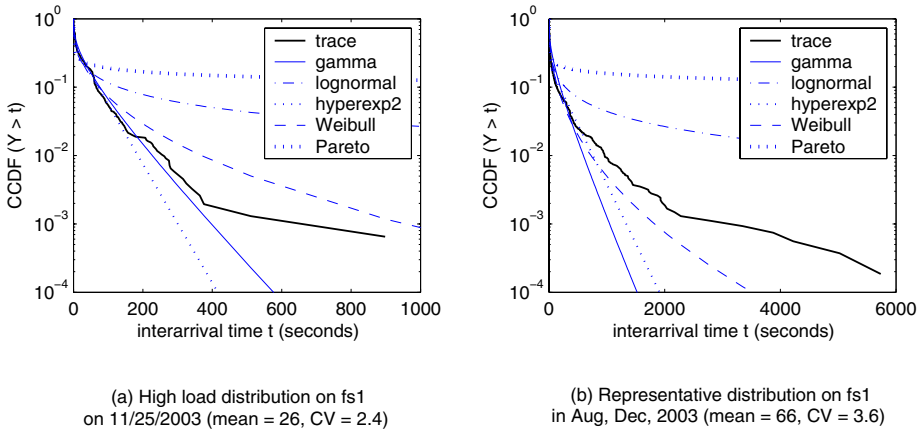 10^0
10^-1
10^-2
10^-3
10^-4
CCDF (Y > t)
0 200 400 600 800 1000
interarrival time t (seconds)
trace
gamma
lognormal
hyperexp2
Weibull
Pareto
(a) High load distribution on fs1
on 11/25/2003 (mean = 26, CV = 2.4)
10^0
10^-1
10^-2
10^-3
10^-4
CCDF (Y > t)
0 2000 4000 6000
interarrival time t (seconds)
trace
gamma
lognormal
hyperexp2
Weibull
Pareto
(b) Representative distribution on fs1
in Aug, Dec, 2003 (mean = 66, CV = 3.6)